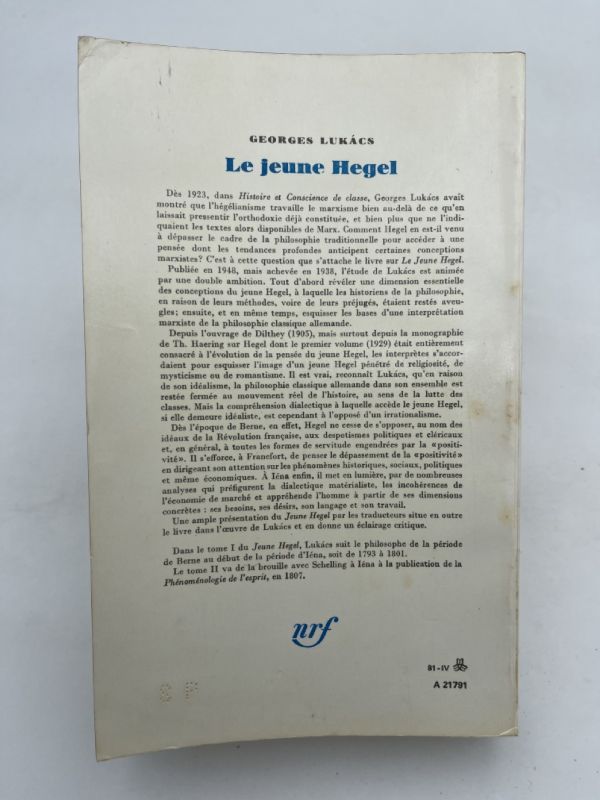 GEORGES LUKÁCS
Le jeune Hegel
Dès 1923, dans Histoire et Conscience de classe, Georges Lukács avait
montré que l'hégélianisme travaille le marxisme bien au-delà de ce qu'en
laissait pressentir l'orthodoxie déjà constituée, et bien plus que ne l'indi-
quaient les textes alors disponibles de Marx. Comment Hegel en est-il venu
à dépasser le cadre de la philosophie traditionnelle pour accéder à une
pensée dont les tendances profondes anticipent certaines conceptions
marxistes? C'est à cette question que s'attache le livre sur Le Jeune Hegel.
Publiée en 1948, mais achevée en 1938, l'étude de Lukács est animée
par une double ambition. Tout d'abord révéler une dimension essentielle
des conceptions du jeune Hegel, à laquelle les historiens de la philosophie,
en raison de leurs méthodes, voire de leurs préjugés, étaient restés aveu-
gles; ensuite, et en même temps, esquisser les bases d'une interprétation
marxiste de la philosophie classique allemande.
Depuis l'ouvrage de Dilthey (1905), mais surtout depuis la monographie
de Th. Haering sur Hegel dont le premier volume (1929) était entièrement
consacré à l'évolution de la pensée du jeune Hegel, les interprètes s'accor-
daient pour esquisser l'image d'un jeune Hegel pénétré de religiosité, de
mysticisme ou de romantisme. Il est vrai, reconnaît Lukács, qu'en raison
de son idéalisme, la philosophie classique allemande dans son ensemble est
restée fermée au mouvement réel de l'histoire, au sens de la lutte des
classes. Mais la compréhension dialectique à laquelle accède le jeune Hegel,
si elle demeure idéaliste, est cependant à l'opposé d'un irrationalisme.
Dès l'époque de Berne, en effet, Hegel ne cesse de s'opposer, au nom des
idéaux de la Révolution française, aux despotismes politiques et cléricaux
et, en général, à toutes les formes de servitude engendrées par la «positi-
vité». Il s'efforce, à Francfort, de penser le dépassement de la «positivité»
en dirigeant son attention sur les phénomènes historiques, sociaux, politiques
et même économiques. À Iéna enfin, il met en lumière, par de nombreuses
analyses qui préfigurent la dialectique matérialiste, les incohérences de
l'économie de marché et appréhende l'homme à partir de ses dimensions
concrètes : ses besoins, ses désirs, son langage et son travail.
Une ample présentation du Jeune Hegel par les traducteurs situe en outre
le livre dans l'œuvre de Lukács et en donne un éclairage critique.
Dans le tome I du Jeune Hegel, Lukács suit le philosophe de la période
de Berne au début de la période d'Iéna, soit de 1793 à 1801.
Le tome II va de la brouille avec Schelling à Iéna à la publication de la
Phénoménologie de l'esprit, en 1807.
nrf
81-IV
A 21791